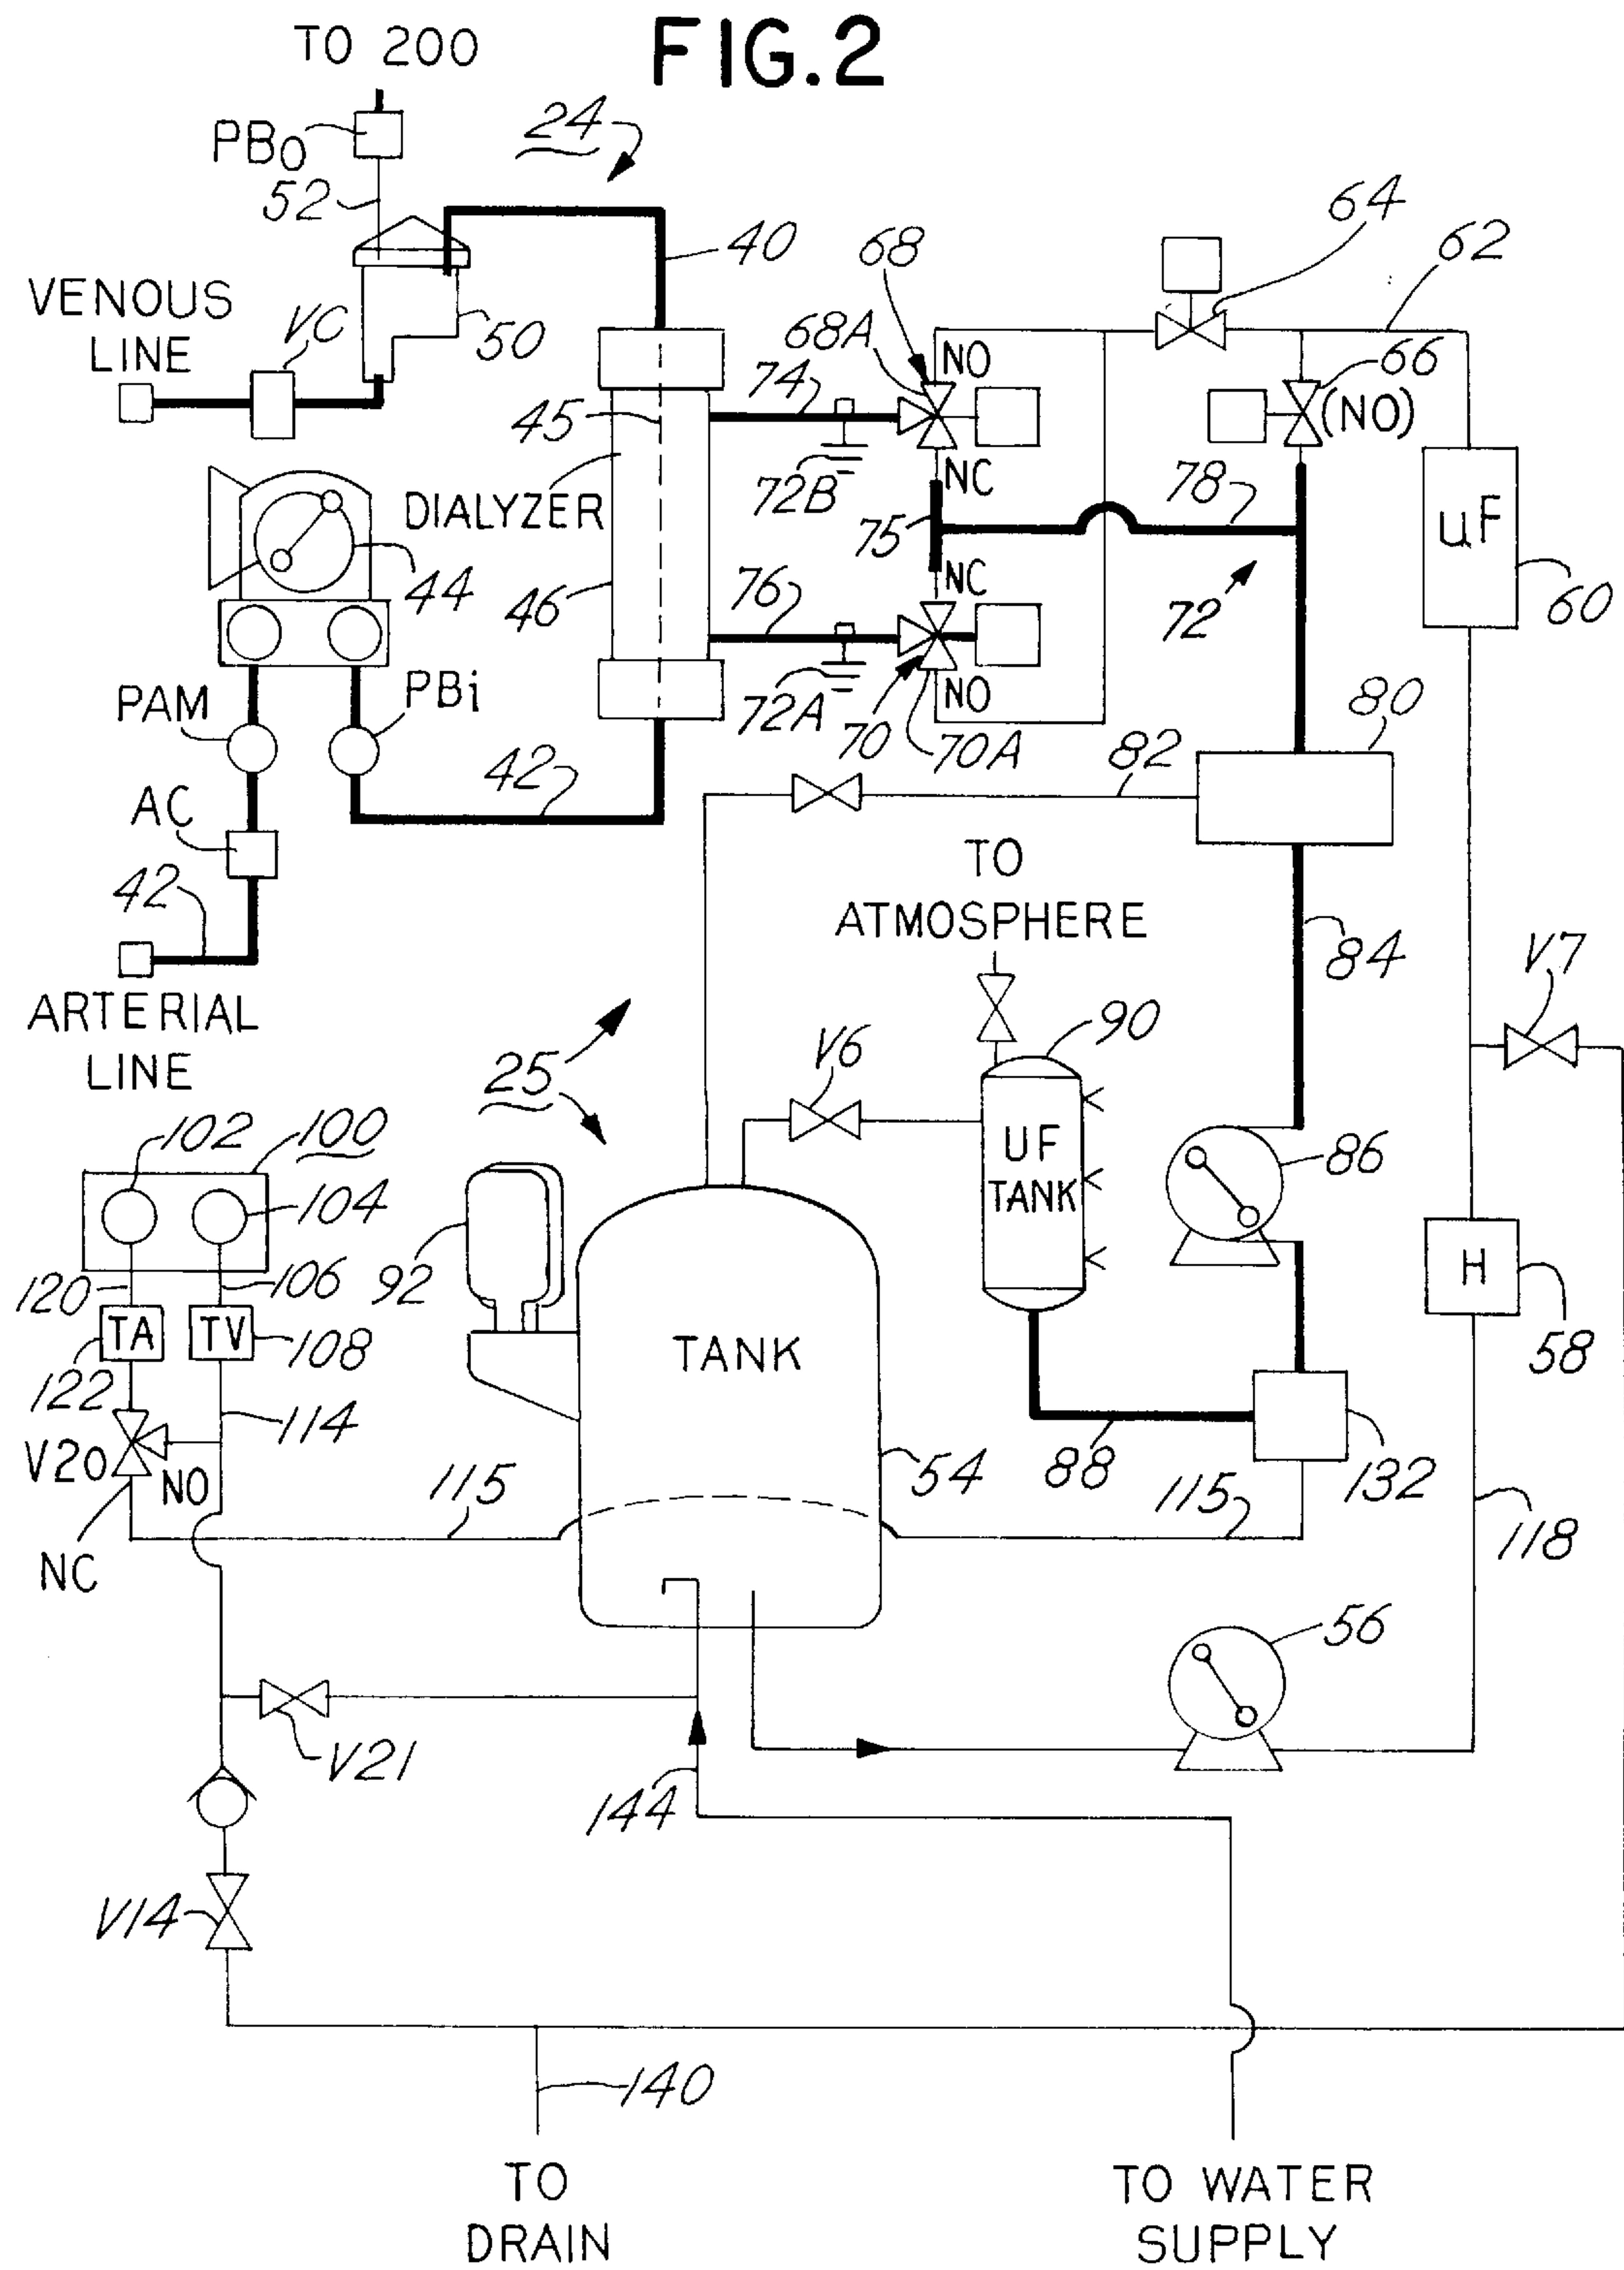 FIG.2
TO 200
PBO
24
52
64
40
68
62
VENOUS
LINE
VC
50
68A
NO
66
(NO)
74
45
72B
NC
78
uF
DIALYZER
75
44
46
76
NC
72
60
PAM
PBi
72A
70
NO
70A
80
42
82
AC
TO
ATMOSPHERE
42
84
V7
ARTERIAL
LINE
25
V6
90
102
100
UF
TANK
86
104
92
120
106
H
TA
TV
108
TANK
58
122
114
V20
NO
115
54
88
115
132
NC
118
56
V21
144
V14
140
TO
DRAIN
TO WATER
SUPPLY